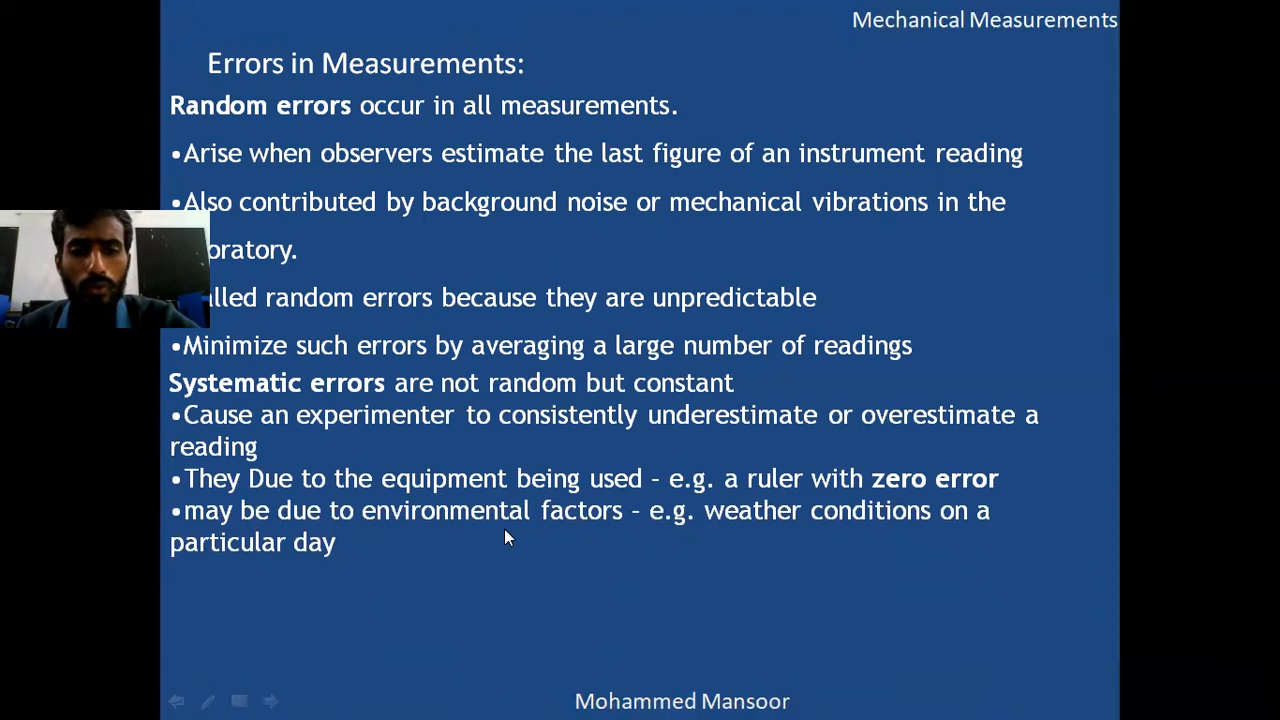 Mechanical Measurements
Errors in Measurements:
Random errors occur in all measurements.
•Arise when observers estimate the last figure of an instrument reading
•Also contributed by background noise or mechanical vibrations in the
oratory.
alled random errors because they are unpredictable
•Minimize such errors by averaging a large number of readings
Systematic errors are not random but constant
•Cause an experimenter to consistently underestimate or overestimate a
reading
•They Due to the equipment being used – e.g. a ruler with zero error
•may be due to environmental factors – e.g. weather conditions on a
particular day
Mohammed Mansoor